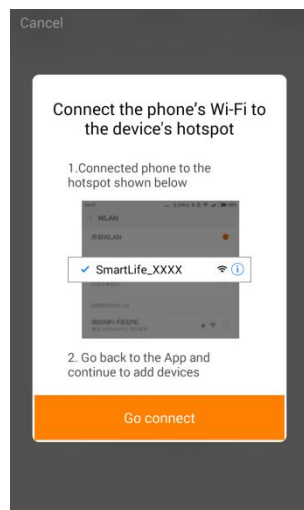 Cancel
Connect the phone's Wi-Fi to
the device's hotspot
1.Connected phone to the
hotspot shown below
WLAN
SmartLife_XXXX
2. Go back to the App and
continue to add devices
Go connect